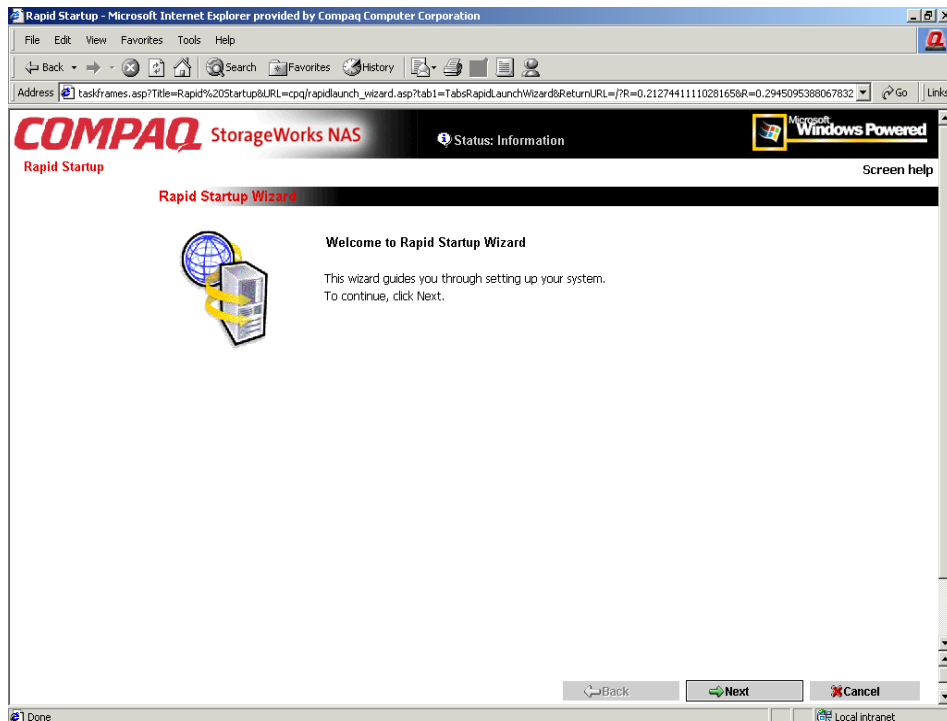 Rapid Startup - Microsoft Internet Explorer provided by Compaq Computer Corporation
File Edit View Favorites Tools Help
Back Search Favorites History
Address taskframes.asp?Title=Rapid%20Startup&URL=cpq/rapidlaunch_wizard.asp?tab1=TabsRapidLaunchWizard&ReturnURL=/?R=0.21274411110281658R=0.2945095388067832 Go Links
COMPAQ StorageWorks NAS Status: Information Microsoft Windows Powered
Rapid Startup Screen help
Rapid Startup Wizard
Welcome to Rapid Startup Wizard
This wizard guides you through setting up your system.
To continue, click Next.
Back Next Cancel
Done Local intranet